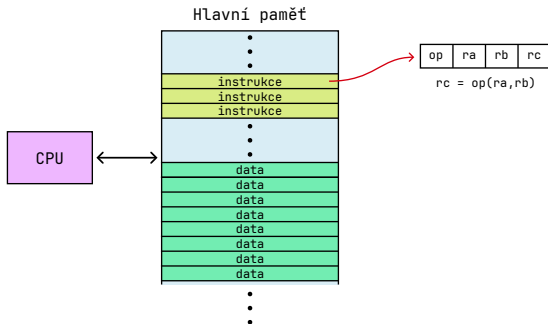 Hlavní paměť
instrukce
instrukce
instrukce
op ra rb rc
rc = op(ra,rb)
CPU
data
data
data
data
data
data
data
data